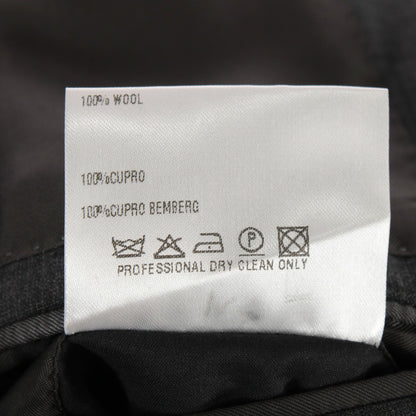 100% WOOL
100%CUPRO
100%CUPRO BEMBERG
P
PROFESSIONAL DRY CLEAN ONLY